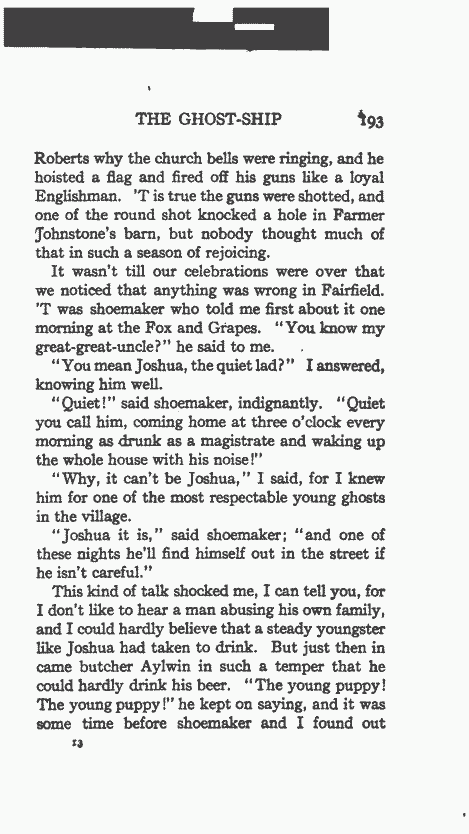 THE GHOST-SHIP 193
Roberts why the church bells were ringing, and he
hoisted a flag and fired off his guns like a loyal
Englishman. 'T is true the guns were shotted, and
one of the round shot knocked a hole in Farmer
Johnstone's barn, but nobody thought much of
that in such a season of rejoicing.
It wasn't till our celebrations were over that
we noticed that anything was wrong in Fairfield.
'T was shoemaker who told me first about it one
morning at the Fox and Grapes. "You know my
great-great-uncle?" he said to me.
"You mean Joshua, the quiet lad?" I answered,
knowing him well.
"Quiet!" said shoemaker, indignantly. "Quiet
you call him, coming home at three o'clock every
morning as drunk as a magistrate and waking up
the whole house with his noise!"
"Why, it can't be Joshua," I said, for I knew
him for one of the most respectable young ghosts
in the village.
"Joshua it is," said shoemaker; "and one of
these nights he'll find himself out in the street if
he isn't careful."
This kind of talk shocked me, I can tell you, for
I don't like to hear a man abusing his own family,
and I could hardly believe that a steady youngster
like Joshua had taken to drink. But just then in
came butcher Aylwin in such a temper that he
could hardly drink his beer. "The young puppy!
The young puppy!" he kept on saying, and it was
some time before shoemaker and I found out
13